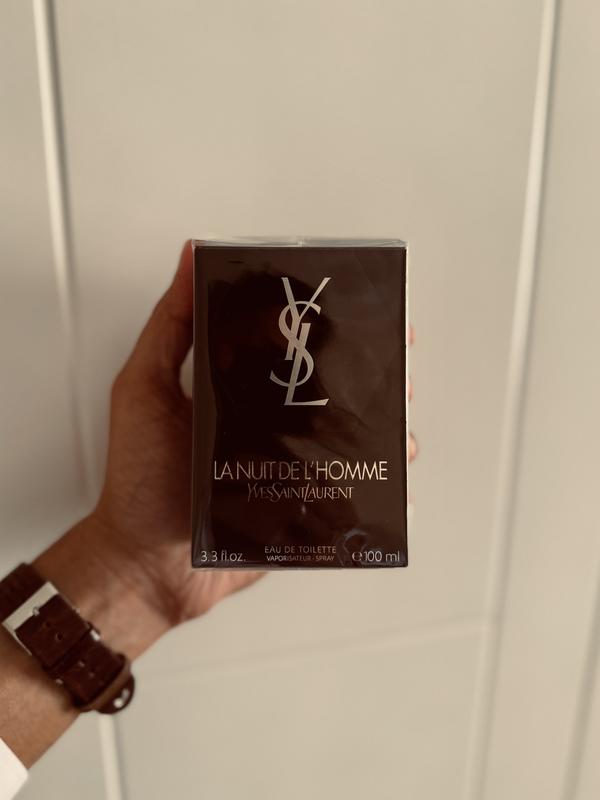 YSL
LA NUIT DE L'HOMME
YVESSAINTLAURENT
EAU DE TOILETTE
3.3 fl.oz. VAPORISATEUR - SPRAY ℮100 ml